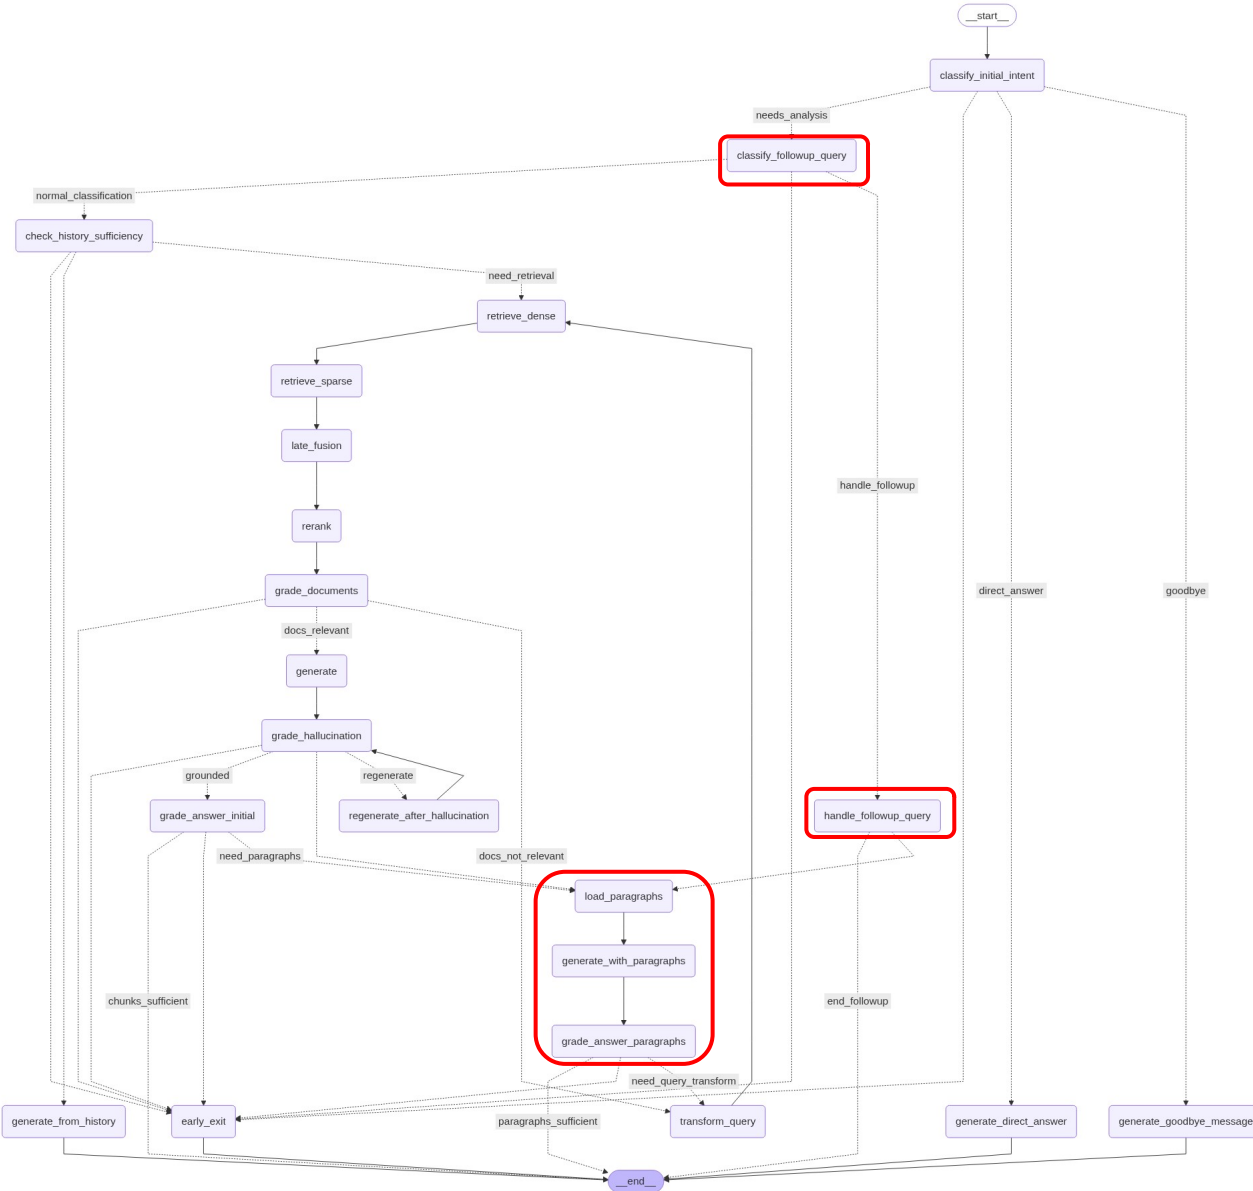 __start__
classify_initial_intent
needs_analysis
classify_followup_query
normal_classification
check_history_sufficiency
need_retrieval
retrieve_dense
retrieve_sparse
late_fusion
handle_followup
rerank
grade_documents
direct_answer
goodbye
docs_relevant
generate
grade_hallucination
grounded
regenerate
grade_answer_initial
regenerate_after_hallucination
handle_followup_query
need_paragraphs
docs_not_relevant
load_paragraphs
generate_with_paragraphs
chunks_sufficient
end_followup
grade_answer_paragraphs
need_query_transform
generate_from_history
early_exit
paragraphs_sufficient
transform_query
generate_direct_answer
generate_goodbye_message
__end__